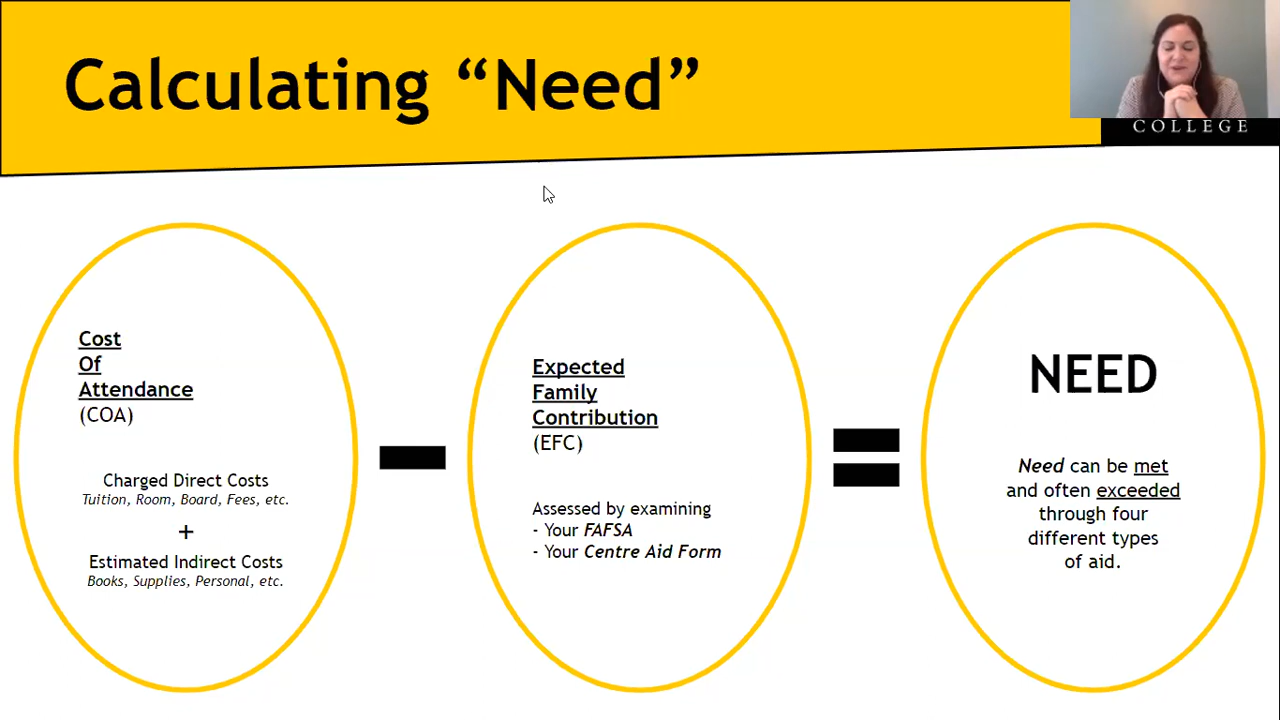 Calculating “Need”
COLLEGE
Cost
Of
Attendance
(COA)
Charged Direct Costs
Tuition, Room, Board, Fees, etc.
+
Estimated Indirect Costs
Books, Supplies, Personal, etc.
Expected
Family
Contribution
(EFC)
Assessed by examining
- Your FAFSA
- Your Centre Aid Form
NEED
Need can be met
and often exceeded
through four
different types
of aid.